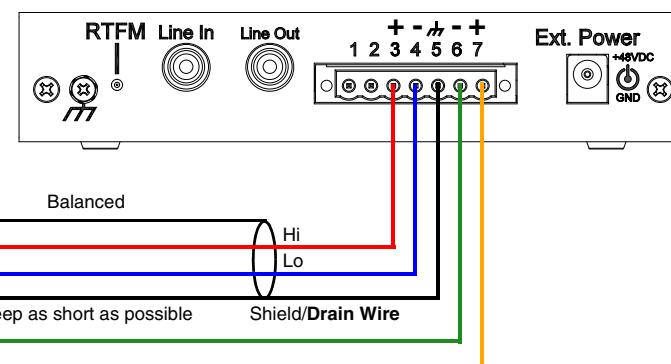 + - - +
RTFM Line In Line Out 1 2 3 4 5 6 7 Ext. Power
+48VDC
GND
Balanced
Hi
Lo
eep as short as possible Shield/Drain Wire